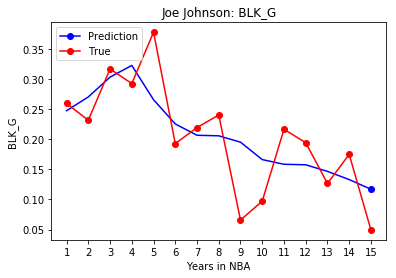 Joe Johnson: BLK_G
Prediction
True
BLK_G
0.35
0.30
0.25
0.20
0.15
0.10
0.05
1 2 3 4 5 6 7 8 9 10 11 12 13 14 15
Years in NBA